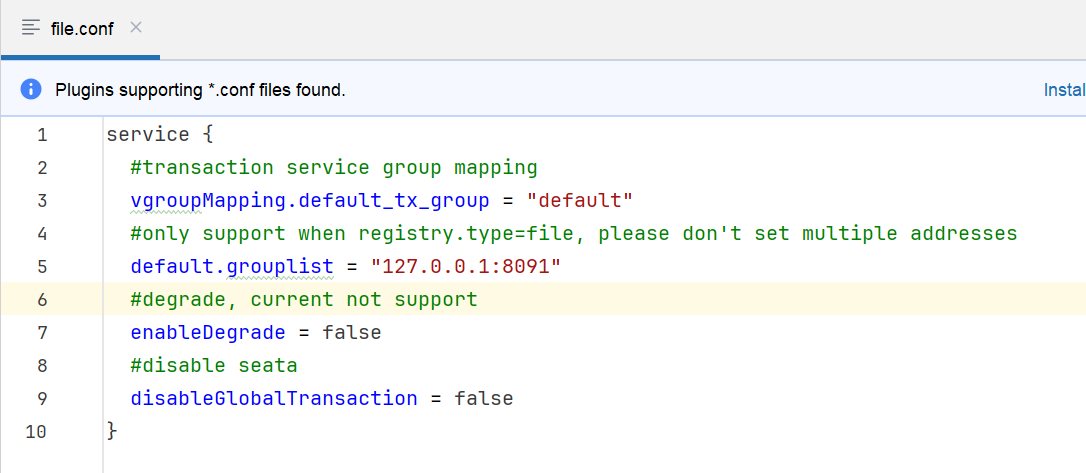 file.conf
Plugins supporting *.conf files found.
Instal
1 service {
2 #transaction service group mapping
3 vgroupMapping.default_tx_group = "default"
4 #only support when registry.type=file, please don't set multiple addresses
5 default.grouplist = "127.0.0.1:8091"
6 #degrade, current not support
7 enableDegrade = false
8 #disable seata
9 disableGlobalTransaction = false
10 }